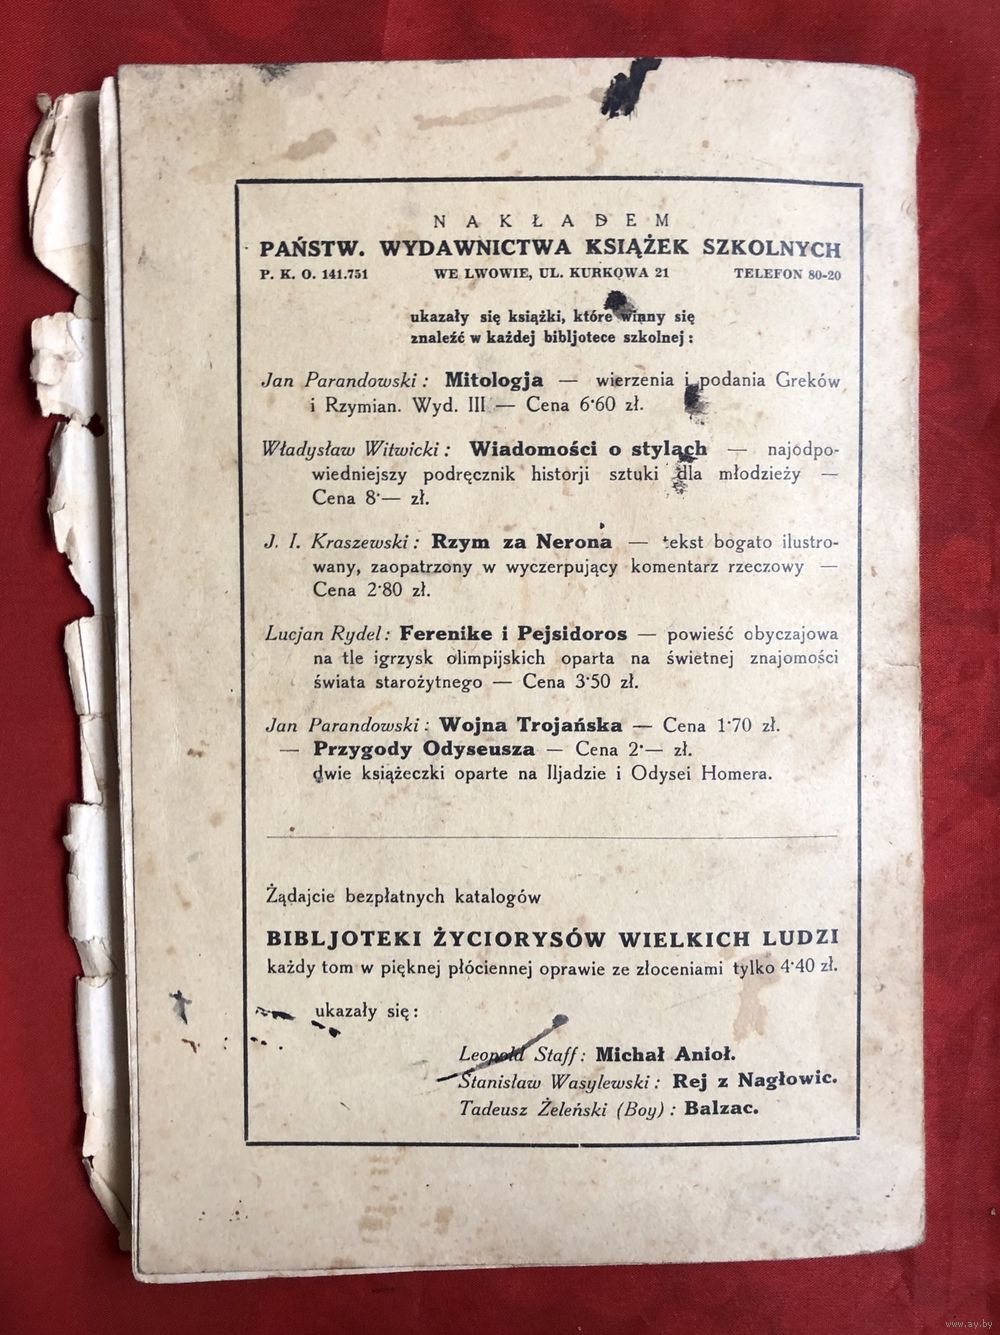 NAKŁADEM
PAŃSTW. WYDAWNICTWA KSIĄŻEK SZKOLNYCH
P. K. O. 141.751 WE LWOWIE, UL. KURKOWA 21 TELEFON 80-20
ukazały się książki, które winny się
znaleźć w każdej bibljotece szkolnej:
Jan Parandowski: Mitologja — wierzenia i podania Greków
i Rzymian. Wyd. III — Cena 6·60 zł.
Władysław Witwicki: Wiadomości o stylach — najodpo-
wiedniejszy podręcznik historji sztuki dla młodzieży —
Cena 8·— zł.
J. I. Kraszewski: Rzym za Nerona — tekst bogato ilustro-
wany, zaopatrzony w wyczerpujący komentarz rzeczowy —
Cena 2·80 zł.
Lucjan Rydel: Ferenike i Pejsidoros — powieść obyczajowa
na tle igrzysk olimpijskich oparta na świetnej znajomości
świata starożytnego — Cena 3·50 zł.
Jan Parandowski: Wojna Trojańska — Cena 1·70 zł.
— Przygody Odyseusza — Cena 2·— zł.
dwie książeczki oparte na Iljadzie i Odysei Homera.
Żądajcie bezpłatnych katalogów
BIBLJOTEKI ŻYCIORYSÓW WIELKICH LUDZI
każdy tom w pięknej płóciennej oprawie ze złoceniami tylko 4·40 zł.
ukazały się:
Leopold Staff: Michał Anioł.
Stanisław Wasylewski: Rej z Nagłowic.
Tadeusz Żeleński (Boy): Balzac.
www.ay.by